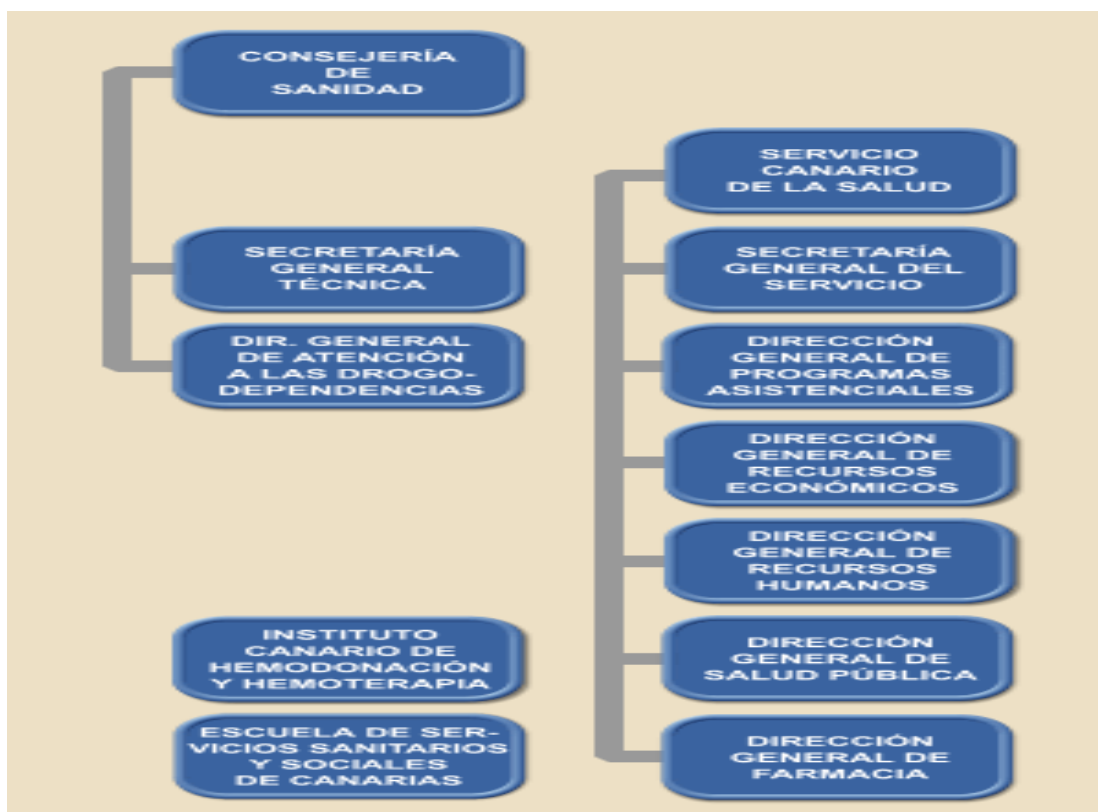 CONSEJERÍA
DE
SANIDAD
SECRETARÍA
GENERAL
TÉCNICA
DIR. GENERAL
DE ATENCIÓN
A LAS DROGO-
DEPENDENCIAS
INSTITUTO
CANARIO DE
HEMODONACIÓN
Y HEMOTERAPIA
ESCUELA DE SER-
VICIOS SANITARIOS
Y SOCIALES
DE CANARIAS
SERVICIO
CANARIO
DE LA SALUD
SECRETARÍA
GENERAL DEL
SERVICIO
DIRECCIÓN
GENERAL DE
PROGRAMAS
ASISTENCIALES
DIRECCIÓN
GENERAL DE
RECURSOS
ECONÓMICOS
DIRECCIÓN
GENERAL DE
RECURSOS
HUMANOS
DIRECCIÓN
GENERAL DE
SALUD PÚBLICA
DIRECCIÓN
GENERAL DE
FARMACIA